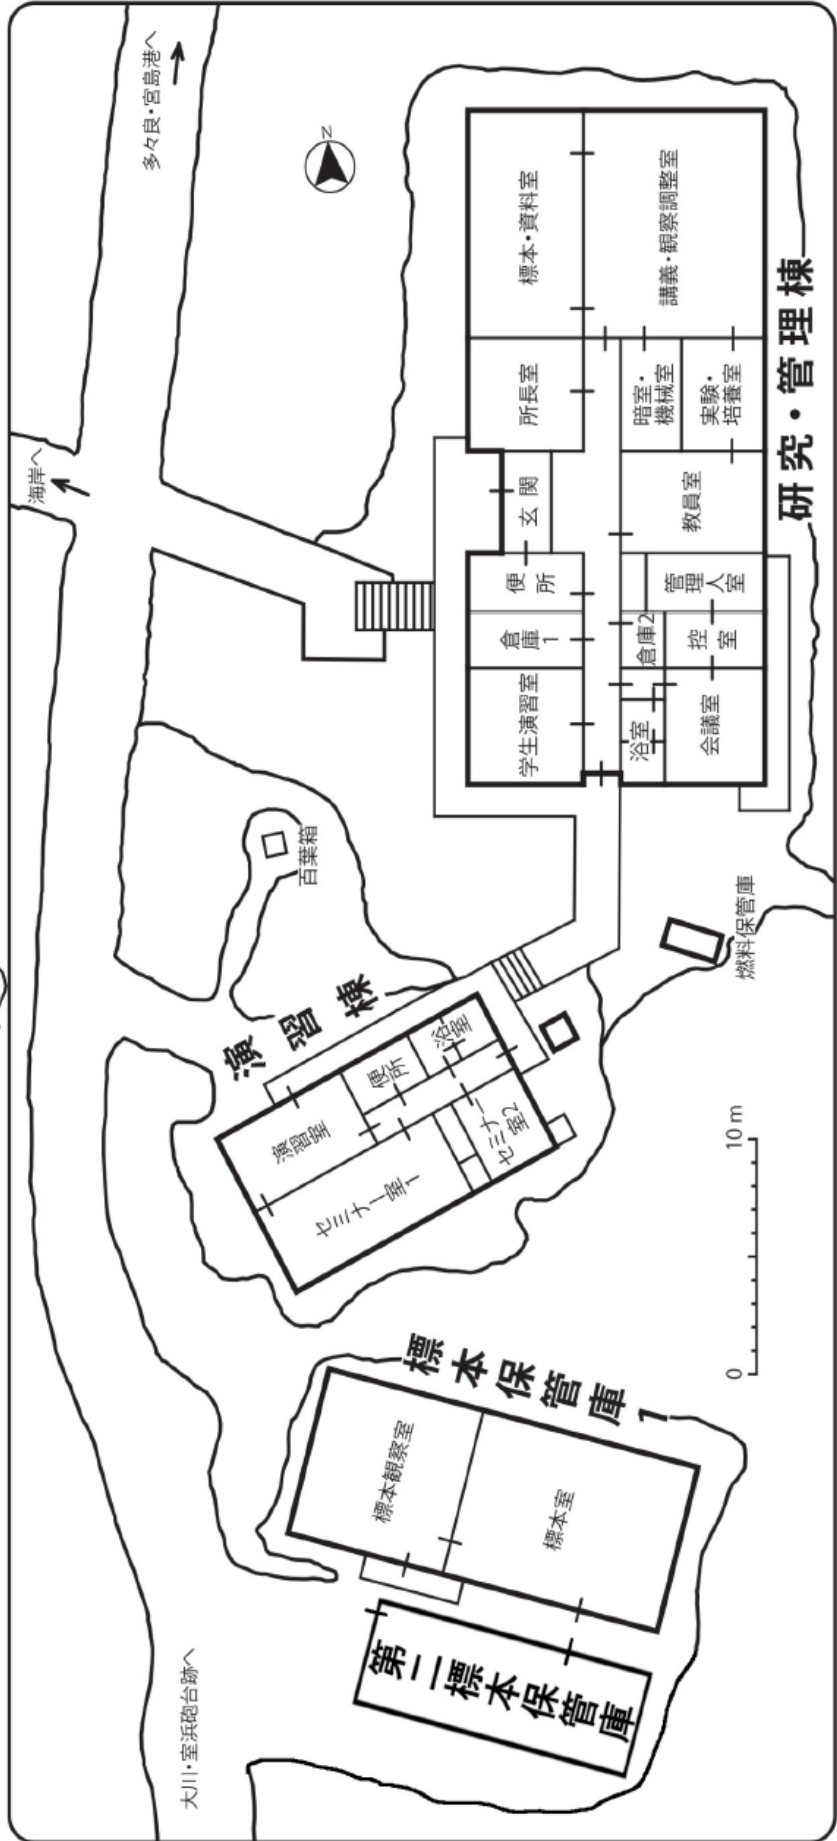 多々良・宮島港へ
海岸へ
N
標本・資料室
講義・観察調整室
所長室
暗室・
機械室
実験・
培養室
玄関
教員室
便
所
管理
人室
倉庫
1
倉庫2
控
室
学生演習室
浴室
会議室
研究・管理棟
百葉箱
燃料保管庫
演習棟
演習室
便所
浴室
セミナー室1
セミナー
室2
標本保管庫1
標本観察室
標本室
第二標本保管庫
大川・室浜砲台跡へ
0
10 m